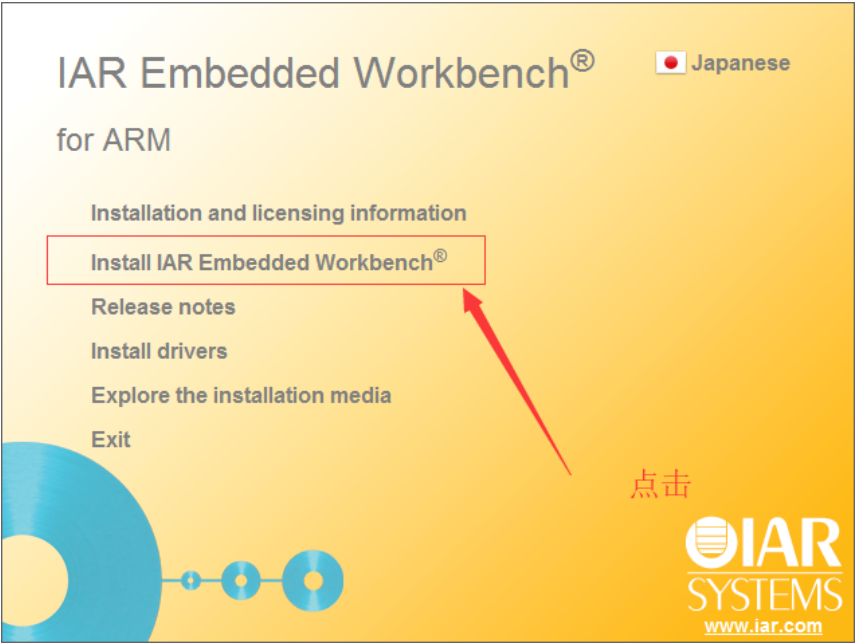 IAR Embedded Workbench®
Japanese
for ARM
Installation and licensing information
Install IAR Embedded Workbench®
Release notes
Install drivers
Explore the installation media
Exit
点击
IAR
SYSTEMS
www.iar.com